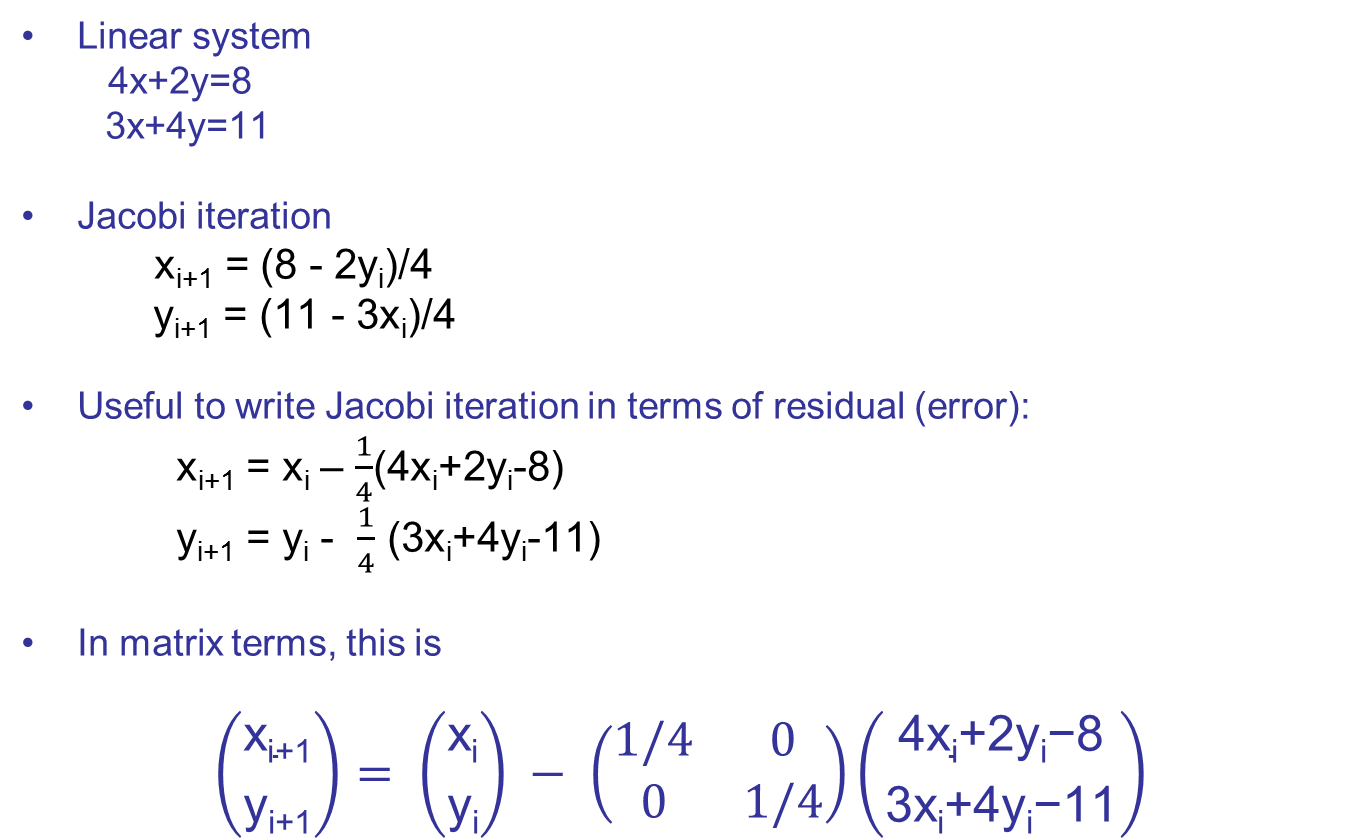 • Linear system
4x+2y=8
3x+4y=11
• Jacobi iteration
xᵢ₊₁ = (8 - 2yᵢ)/4
yᵢ₊₁ = (11 - 3xᵢ)/4
• Useful to write Jacobi iteration in terms of residual (error):
xᵢ₊₁ = xᵢ – 1/4(4xᵢ+2yᵢ-8)
yᵢ₊₁ = yᵢ - 1/4 (3xᵢ+4yᵢ-11)
• In matrix terms, this is
(xᵢ₊₁) = (xᵢ) − (1/4 0) (4xᵢ+2yᵢ−8)
(yᵢ₊₁) (yᵢ) (0 1/4) (3xᵢ+4yᵢ−11)